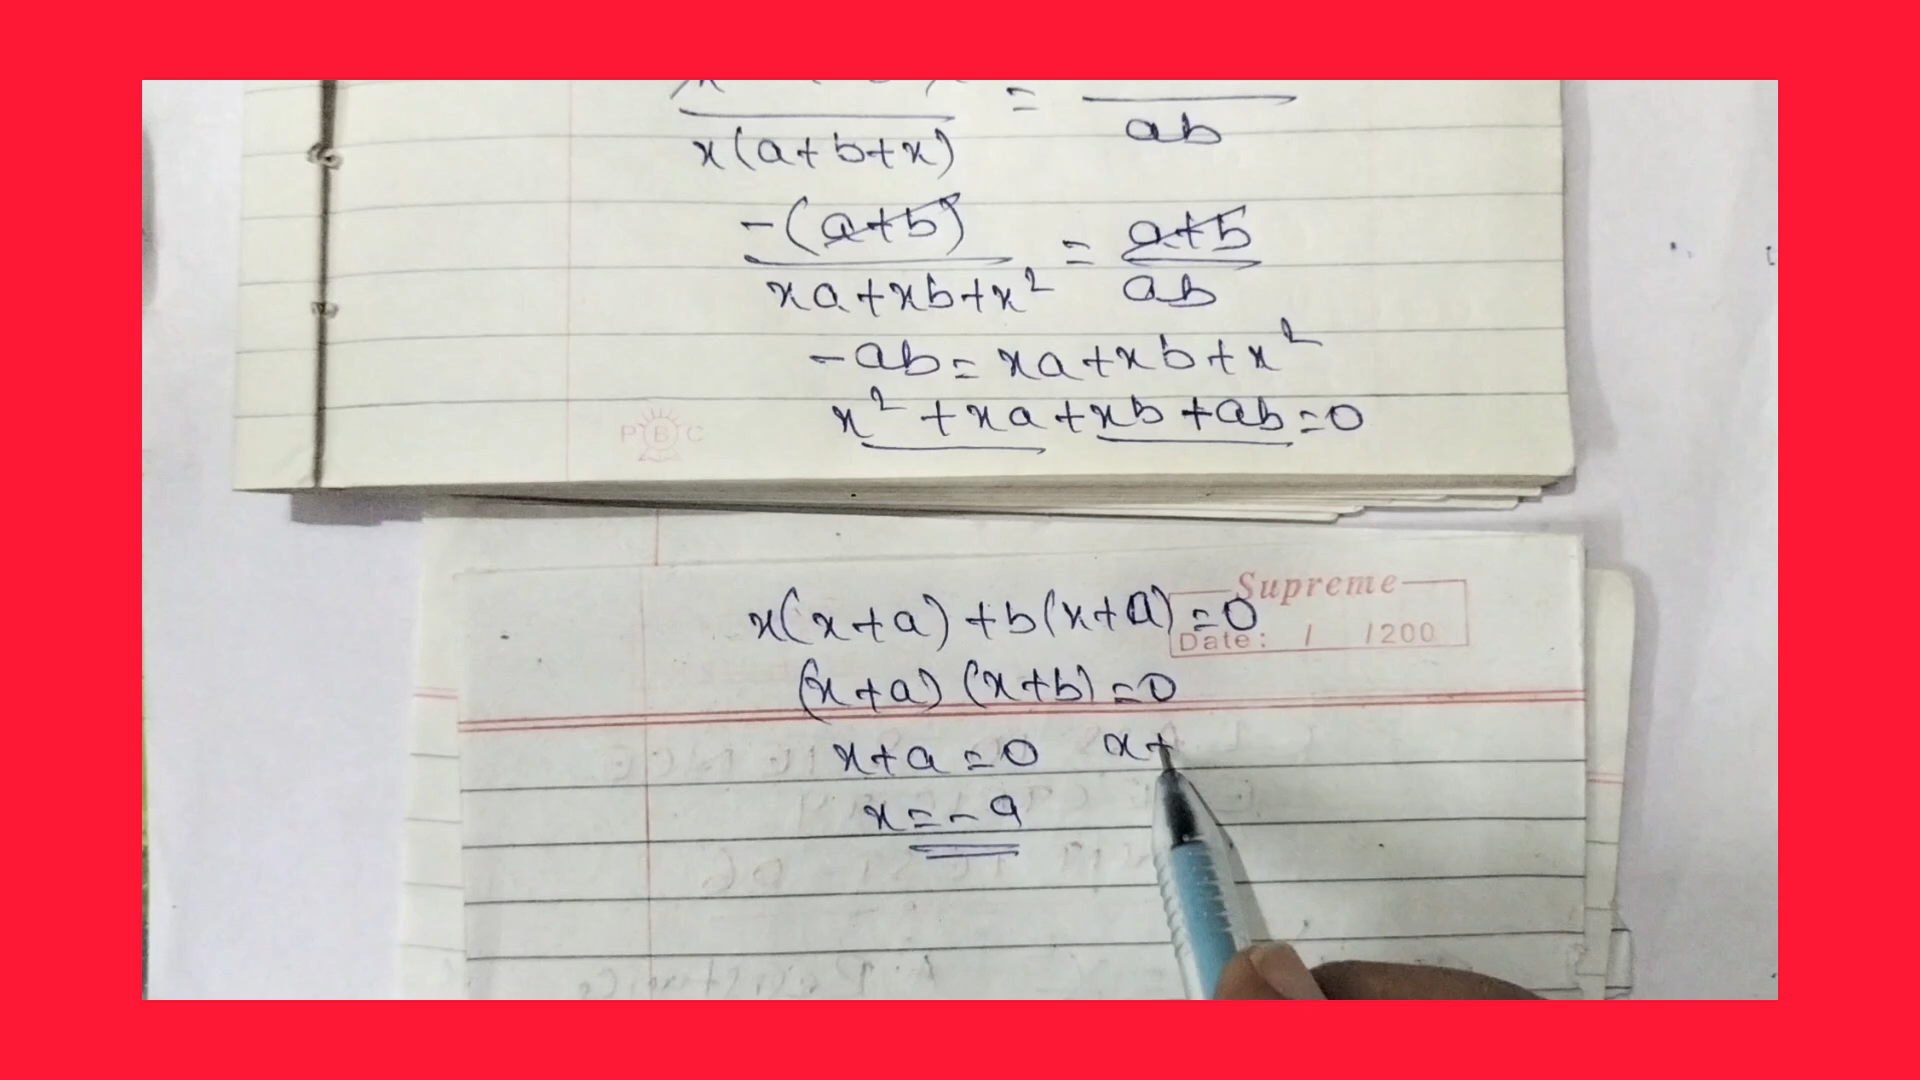 x(a+b+x) = ab
-(a+b) / xa+xb+x² = a+b / ab
-ab = xa+xb+x²
x²+xa+xb+ab=0
PBC
Supreme
x(x+a)+b(x+a)=0
Date: / /200
(x+a)(x+b)=0
x+a=0 x+
x=-a